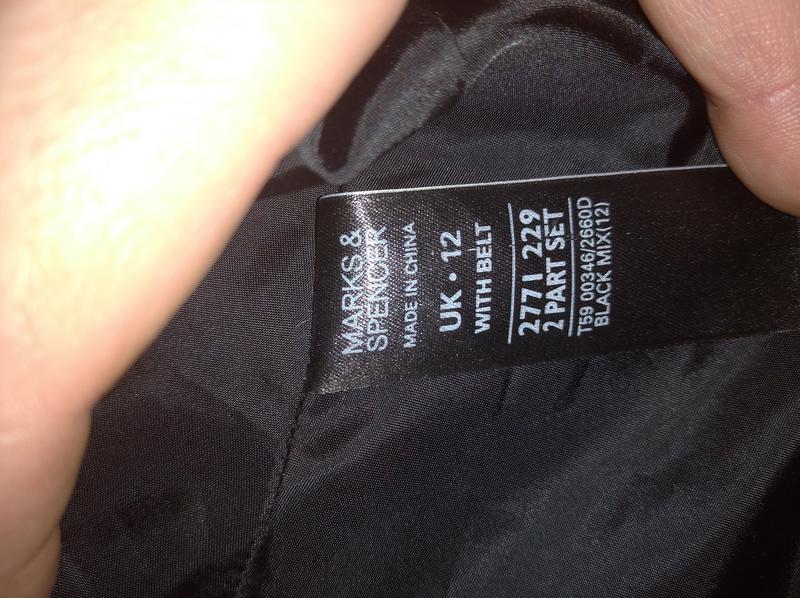 MARKS &
SPENCER
MADE IN CHINA
UK • 12
WITH BELT
2771 229
2 PART SET
T59 00346/2660D
BLACK MIX(12)